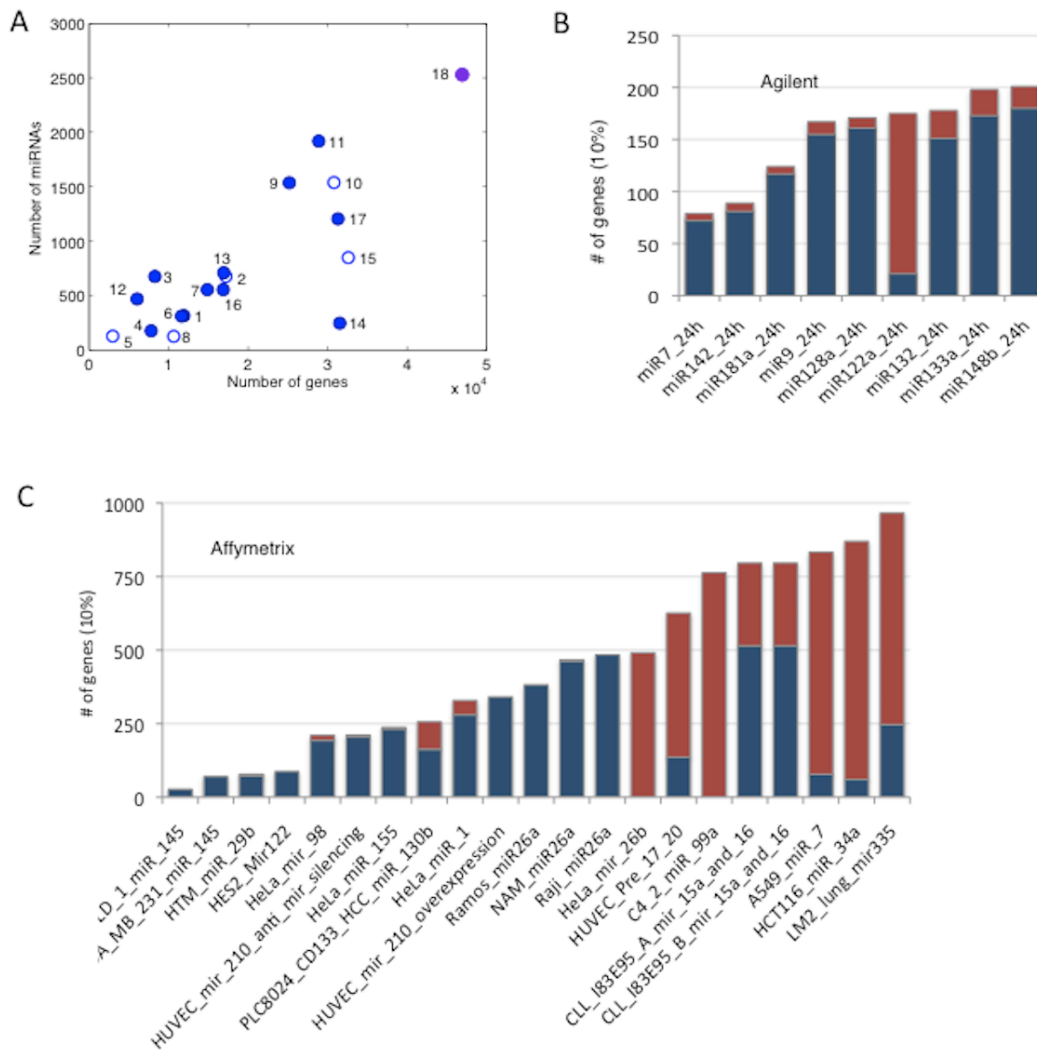 A
Number of miRNAs
3000
2500
2000
1500
1000
500
0
18
11
9
10
17
15
13
3
2
12
7
16
6
1
4
14
5
8
0
1
2
3
4
5
Number of genes
x 10⁴
B
Agilent
# of genes (10%)
250
200
150
100
50
0
miR7_24h
miR142_24h
miR181a_24h
miR9_24h
miR128a_24h
miR122a_24h
miR132_24h
miR133a_24h
miR148b_24h
C
Affymetrix
# of genes (10%)
1000
750
500
250
0
LD_1_miR_145
A_MB_231_miR_145
HTM_miR_29b
HES2_Mir122
HeLa_mir_98
HUVEC_mir_210_anti_mir_silencing
HeLa_miR_155
PLC8024_CD133_HCC_miR_130b
HeLa_miR_1
HUVEC_mir_210_overexpression
Ramos_miR26a
NAM_miR26a
Raji_miR26a
HeLa_mir_26b
HUVEC_Pre_17_20
C4_2_miR_99a
CLL_I83E95_A_mir_15a_and_16
CLL_I83E95_B_mir_15a_and_16
A549_miR_7
HCT116_miR_34a
LM2_lung_mir335